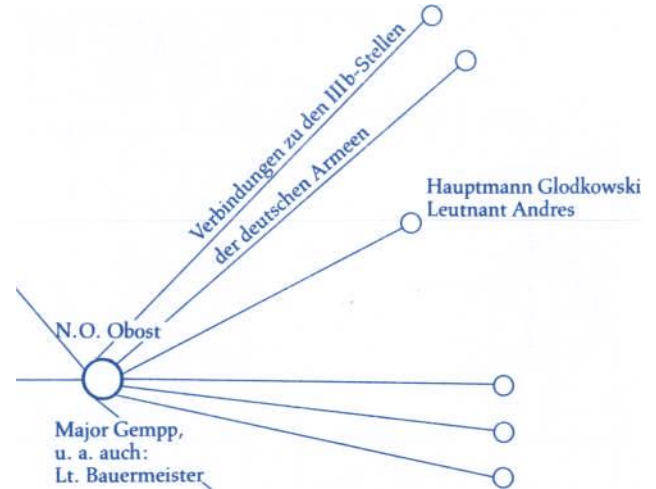 Verbindungen zu den IIIb-Stellen
der deutschen Armeen
Hauptmann Glodkowski
Leutnant Andres
N.O. Obost
Major Gempp,
u. a. auch:
Lt. Bauermeister